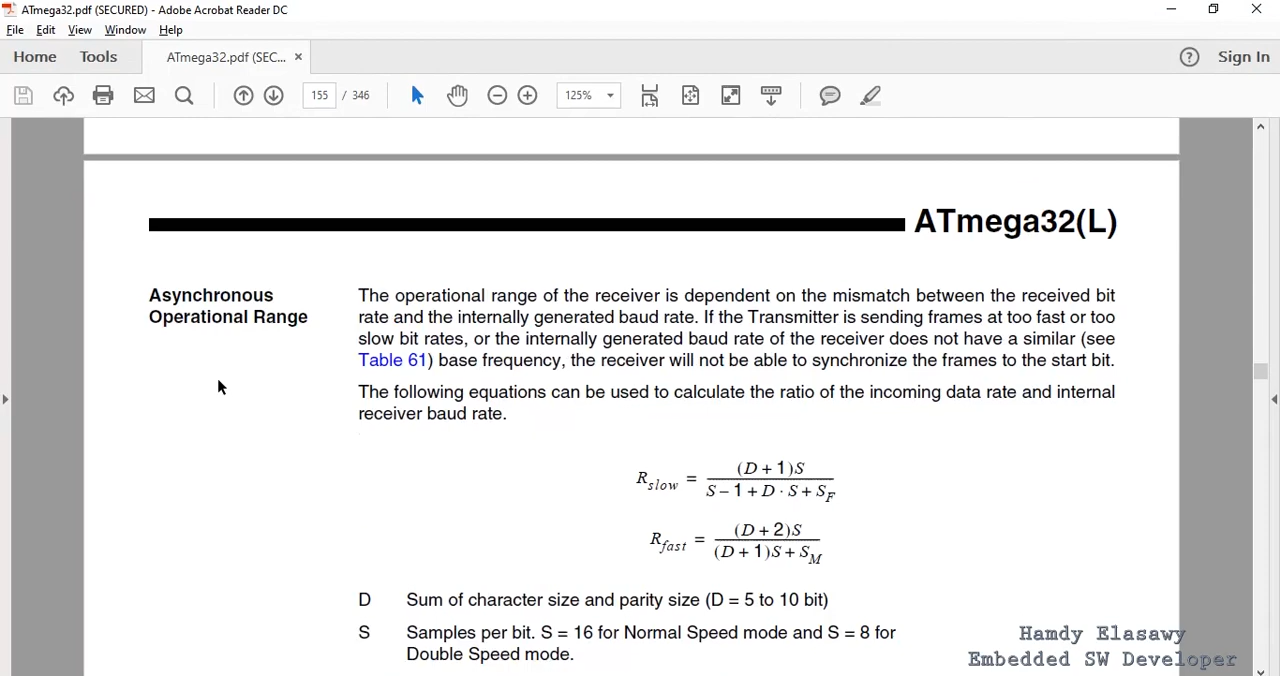 ATmega32.pdf (SECURED) - Adobe Acrobat Reader DC
File Edit View Window Help
Home Tools ATmega32.pdf (SEC... × ? Sign In
155 / 346 125%
ATmega32(L)
Asynchronous
Operational Range
The operational range of the receiver is dependent on the mismatch between the received bit
rate and the internally generated baud rate. If the Transmitter is sending frames at too fast or too
slow bit rates, or the internally generated baud rate of the receiver does not have a similar (see
Table 61) base frequency, the receiver will not be able to synchronize the frames to the start bit.
The following equations can be used to calculate the ratio of the incoming data rate and internal
receiver baud rate.
R_slow = (D + 1)S / (S – 1 + D · S + S_F)
R_fast = (D + 2)S / ((D + 1)S + S_M)
D Sum of character size and parity size (D = 5 to 10 bit)
S Samples per bit. S = 16 for Normal Speed mode and S = 8 for
Double Speed mode.
Hamdy Elasawy
Embedded SW Developer